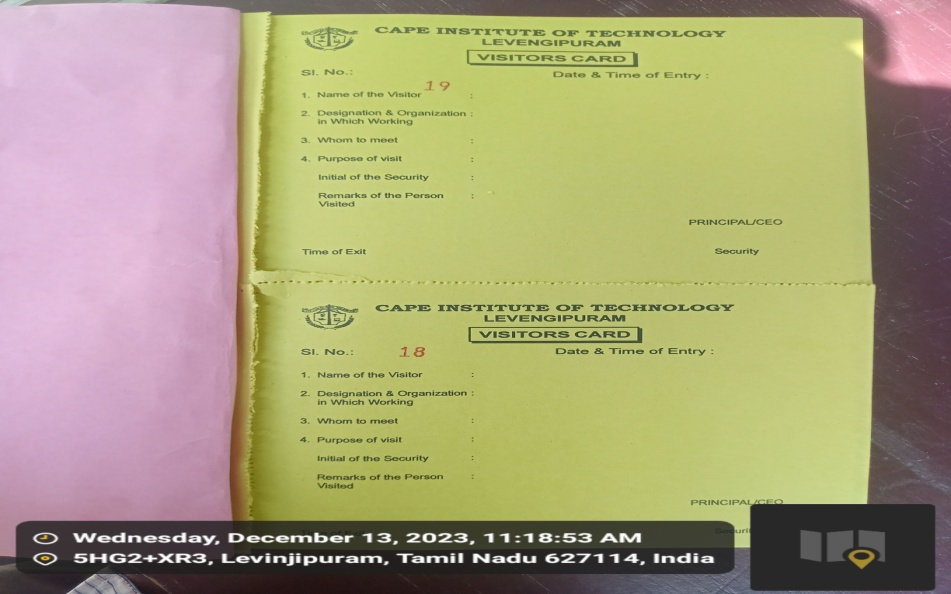 CAPE INSTITUTE OF TECHNOLOGY
LEVENGIPURAM
VISITORS CARD
Sl. No.: 19
Date & Time of Entry :
1. Name of the Visitor :
2. Designation & Organization :
in Which Working
3. Whom to meet :
4. Purpose of visit :
Initial of the Security :
Remarks of the Person :
Visited
PRINCIPAL/CEO
Time of Exit
Security
CAPE INSTITUTE OF TECHNOLOGY
LEVENGIPURAM
VISITORS CARD
Sl. No.: 18
Date & Time of Entry :
1. Name of the Visitor :
2. Designation & Organization :
in Which Working
3. Whom to meet :
4. Purpose of visit :
Initial of the Security :
Remarks of the Person :
Visited
PRINCIPAL/CEO
Wednesday, December 13, 2023, 11:18:53 AM
5HG2+XR3, Levinjipuram, Tamil Nadu 627114, India